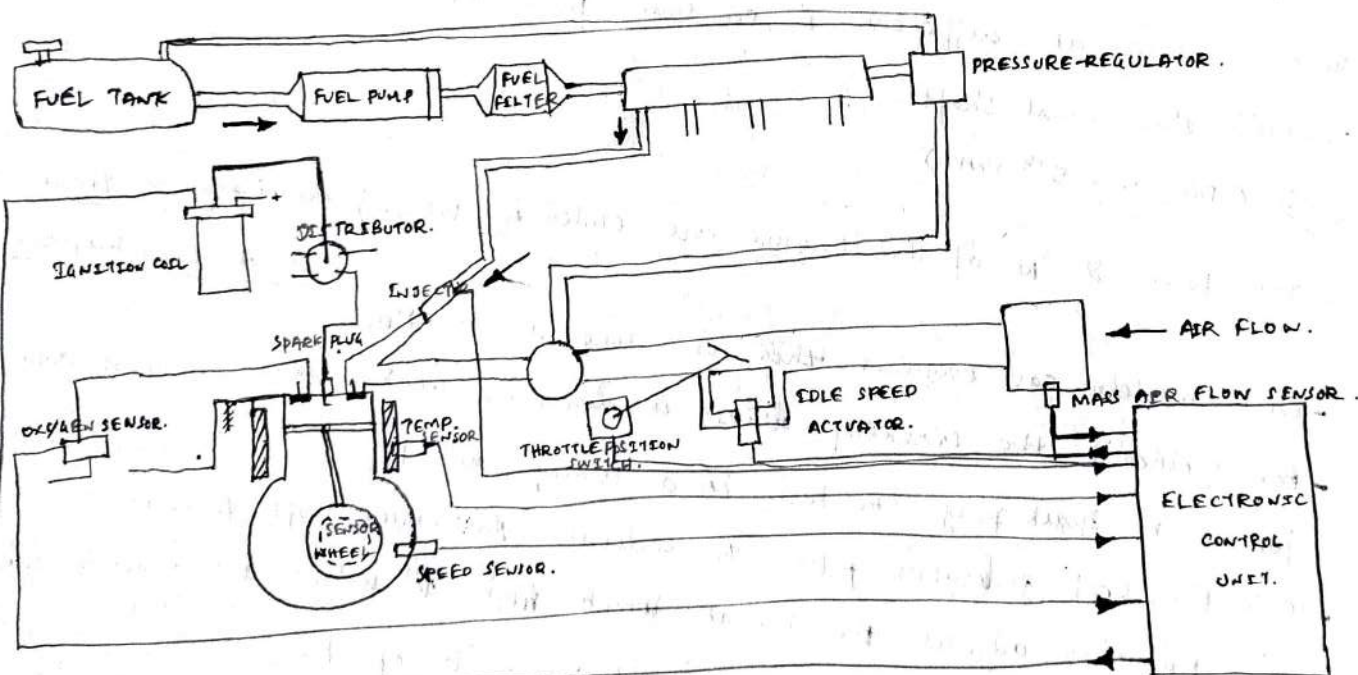 FUEL TANK
FUEL PUMP
FUEL
FILTER
PRESSURE-REGULATOR.
IGNITION COIL
DISTRIBUTOR.
+
INJECTOR
SPARK PLUG
AIR FLOW.
MASS AIR FLOW SENSOR.
IDLE SPEED
ACTUATOR.
THROTTLE POSITION
SWITCH.
OXYGEN SENSOR.
TEMP.
SENSOR
SENSOR
WHEEL
SPEED SENSOR.
ELECTRONIC
CONTROL
UNIT.